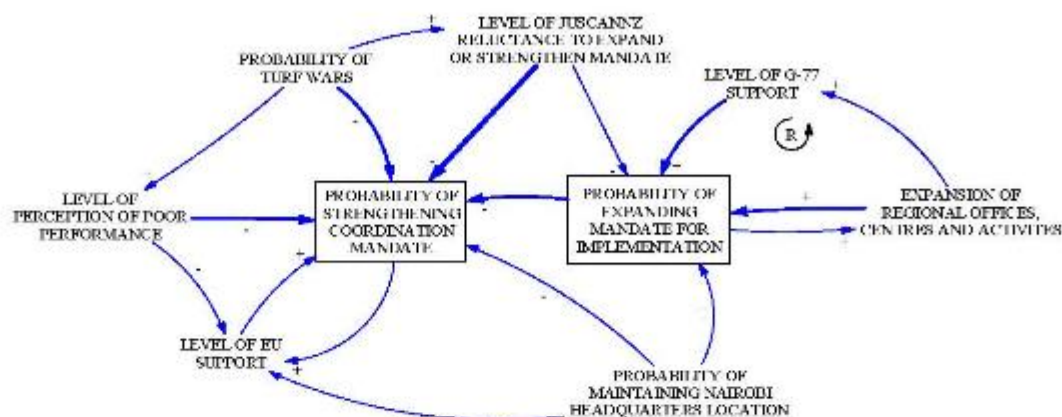 LEVEL OF JUSCANNZ
RELUCTANCE TO EXPAND
OR STRENGTHEN MANDATE
PROBABILITY OF
TURF WARS
LEVEL OF G-77
SUPPORT
R
LEVEL OF
PERCEPTION OF POOR
PERFORMANCE
PROBABILITY OF
STRENGTHENING
COORDINATION
MANDATE
PROBABILITY OF
EXPANDING
MANDATE FOR
IMPLEMENTATION
EXPANSION OF
REGIONAL OFFICES,
CENTRES AND ACTIVITES
LEVEL OF EU
SUPPORT
PROBABILITY OF
MAINTAINING NAIROBI
HEADQUARTERS LOCATION